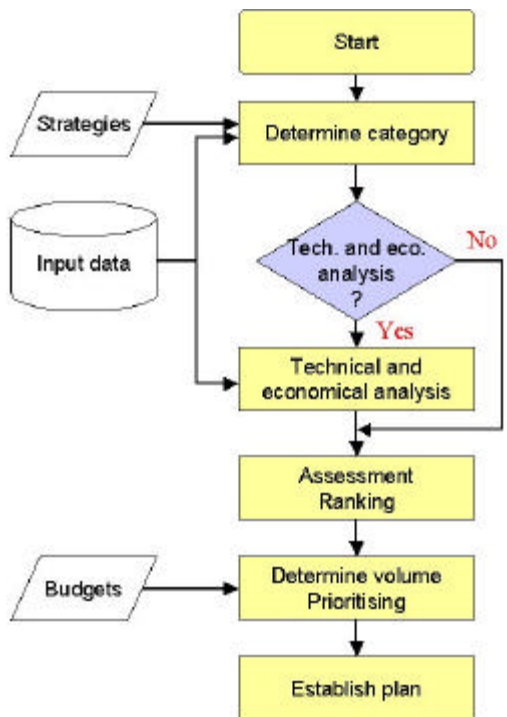 Start
Strategies
Determine category
Input data
Tech. and eco.
analysis
?
No
Yes
Technical and
economical analysis
Assessment
Ranking
Budgets
Determine volume
Prioritising
Establish plan